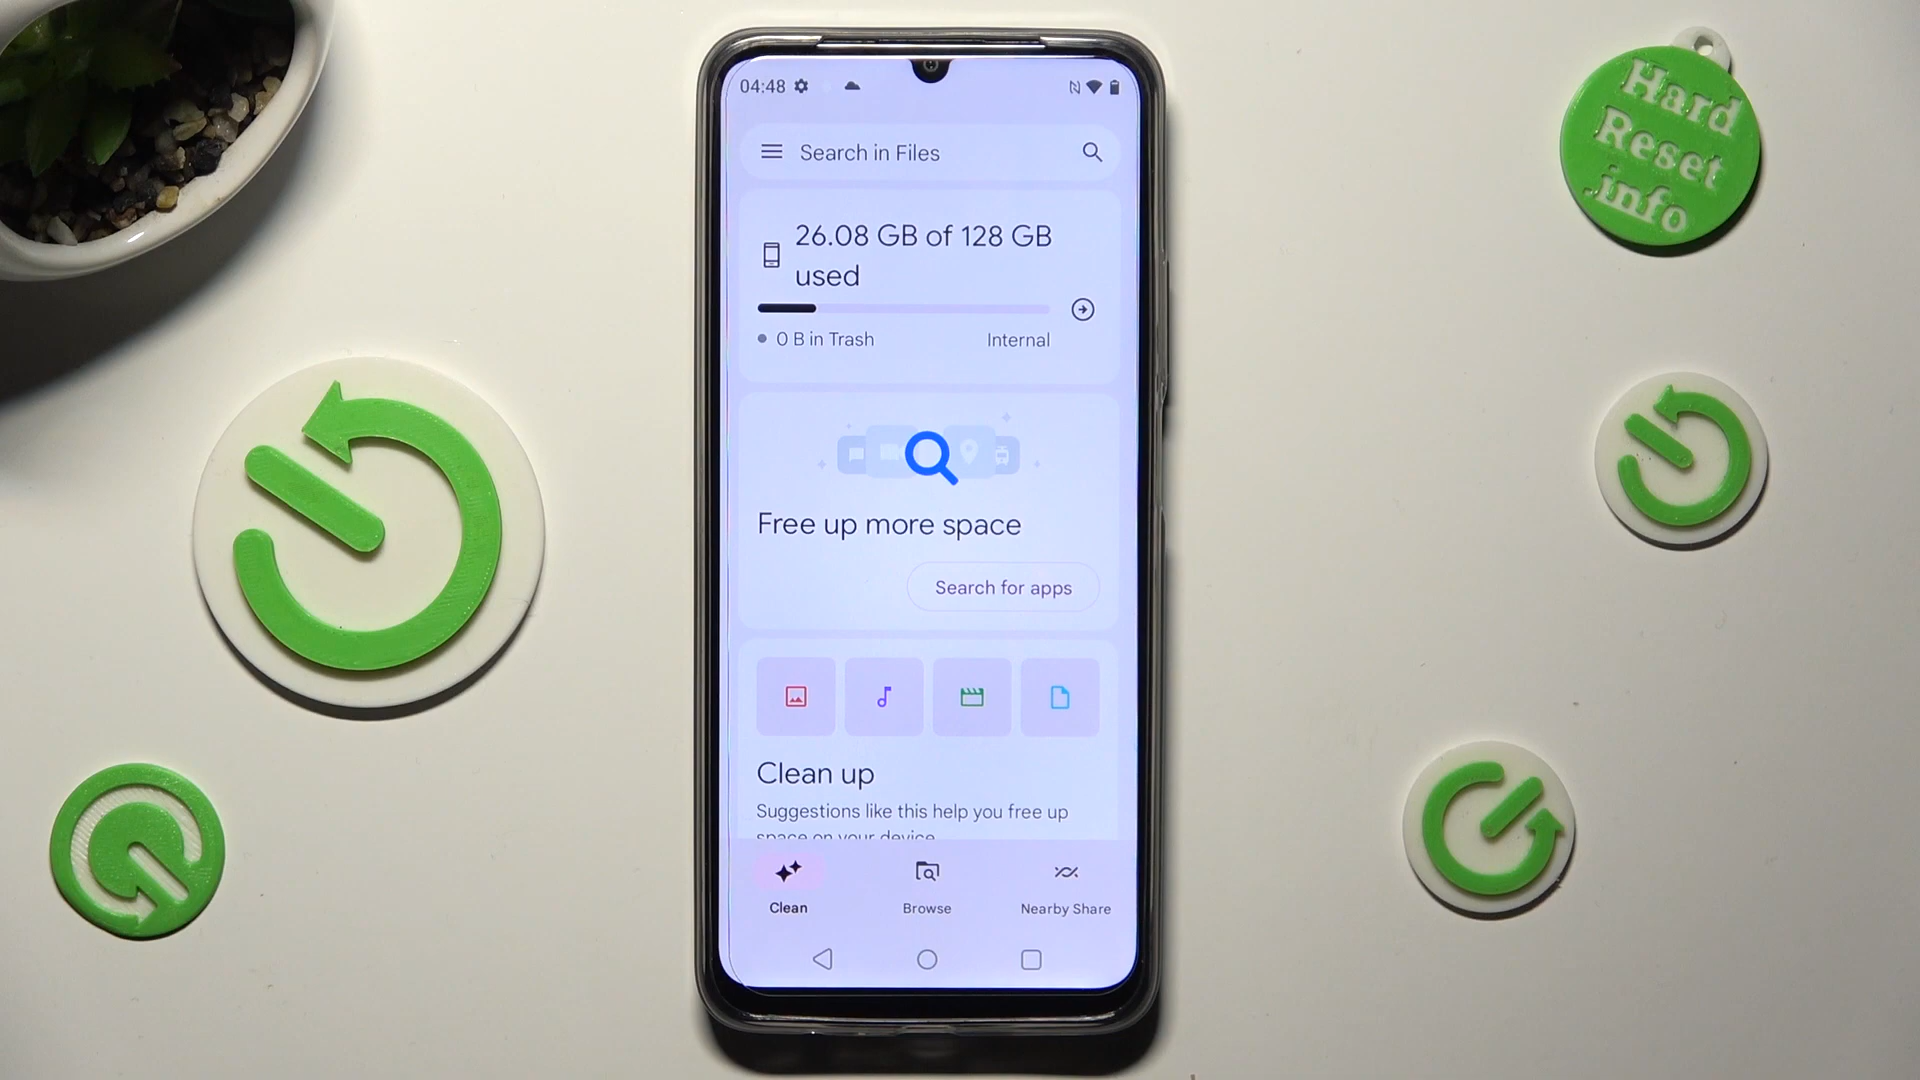 04:48
Search in Files
26.08 GB of 128 GB
used
0 B in Trash
Internal
Free up more space
Search for apps
Clean up
Suggestions like this help you free up
space on your device
Clean
Browse
Nearby Share
Hard
Reset
.info